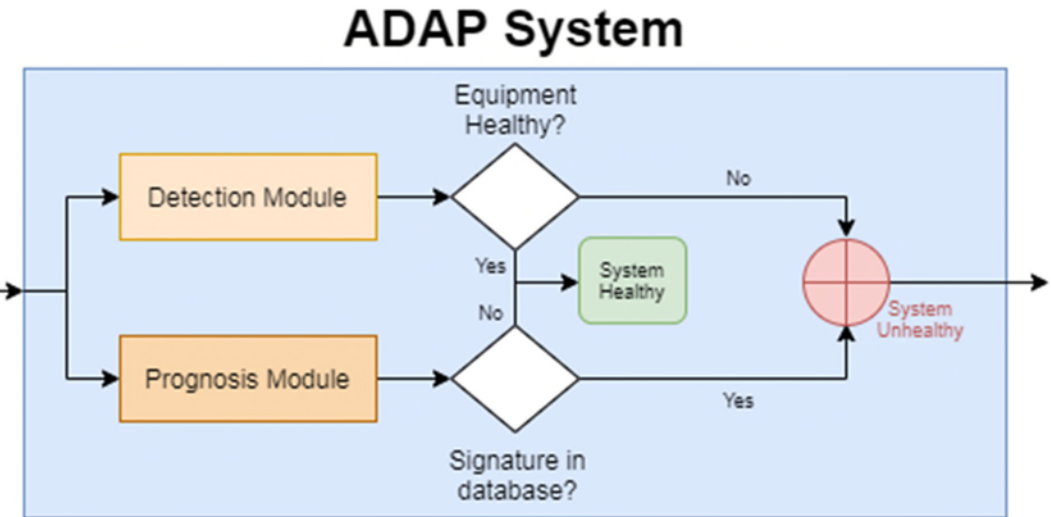 ADAP System
Equipment
Healthy?
Detection Module
No
Yes
System
Healthy
No
System
Unhealthy
Prognosis Module
Yes
Signature in
database?